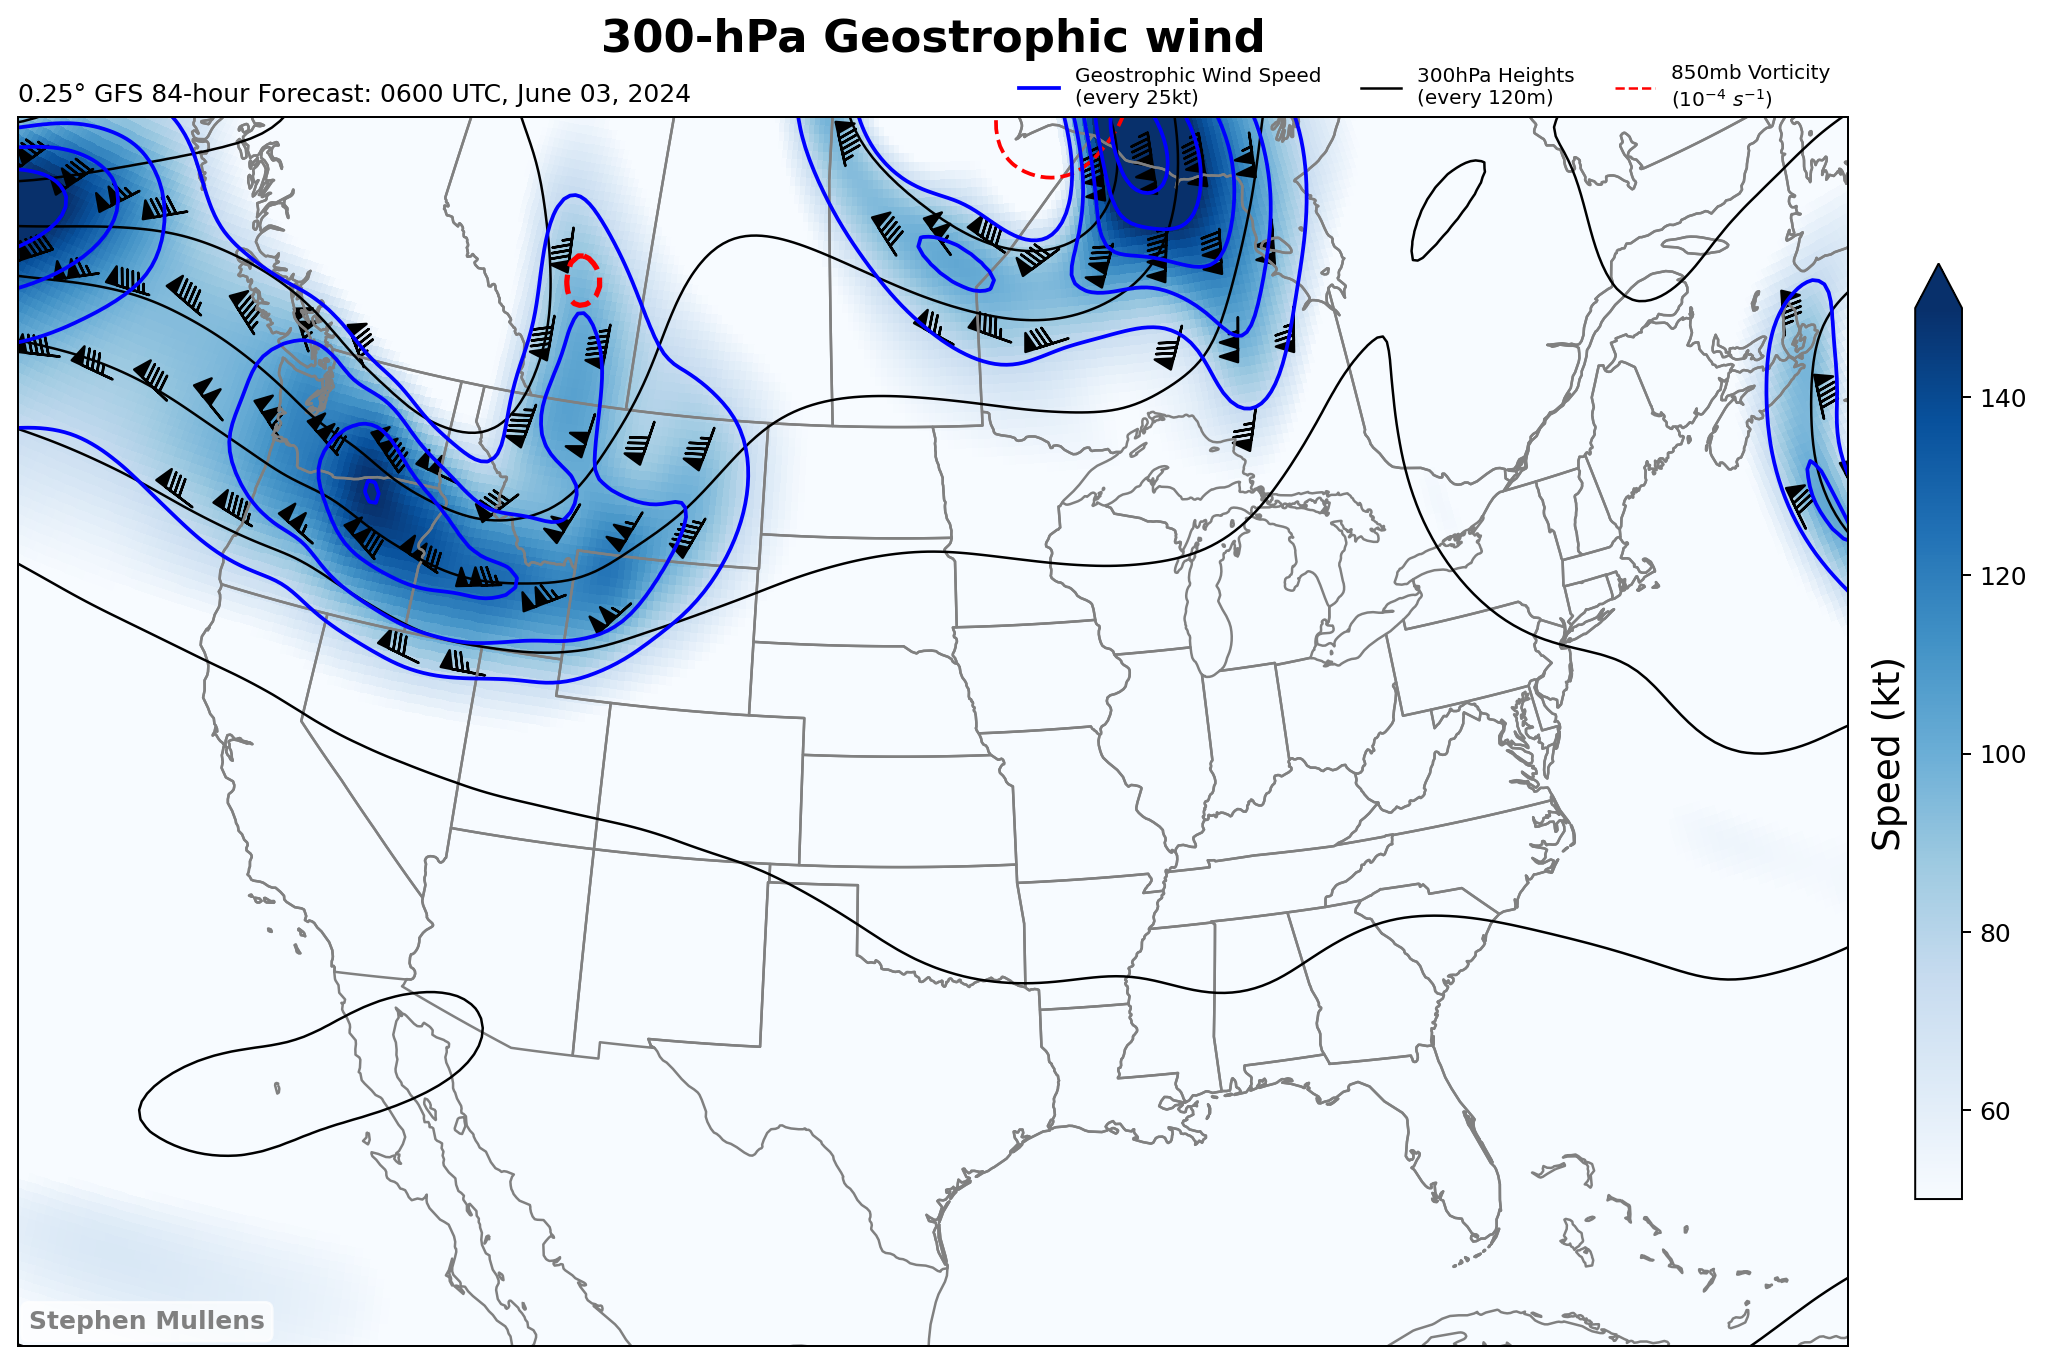 300-hPa Geostrophic wind
0.25° GFS 84-hour Forecast: 0600 UTC, June 03, 2024
Geostrophic Wind Speed
(every 25kt)
300hPa Heights
(every 120m)
850mb Vorticity
(10⁻⁴ s⁻¹)
140
120
100
80
60
Speed (kt)
Stephen Mullens